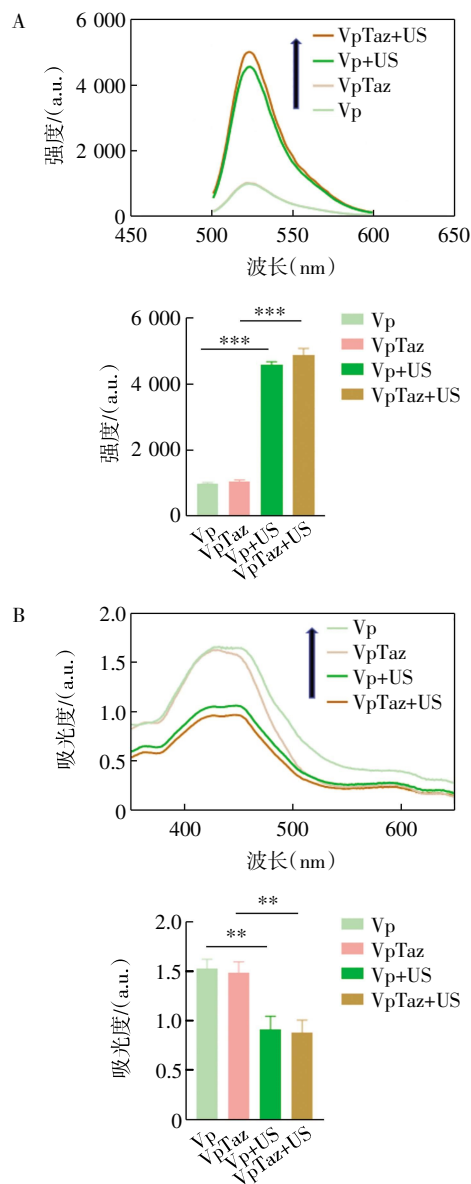 A
6 000
4 000
2 000
0
强度/(a.u.)
VpTaz+US
Vp+US
VpTaz
Vp
450 500 550 600 650
波长(nm)
6 000
4 000
2 000
0
强度/(a.u.)
***
***
Vp
VpTaz
Vp+US
VpTaz+US
Vp
VpTaz
Vp+US
VpTaz+US
B
2.0
1.5
1.0
0.5
0
吸光度/(a.u.)
Vp
VpTaz
Vp+US
VpTaz+US
400 500 600
波长(nm)
2.0
1.5
1.0
0.5
0
吸光度/(a.u.)
**
**
Vp
VpTaz
Vp+US
VpTaz+US
Vp
VpTaz
Vp+US
VpTaz+US